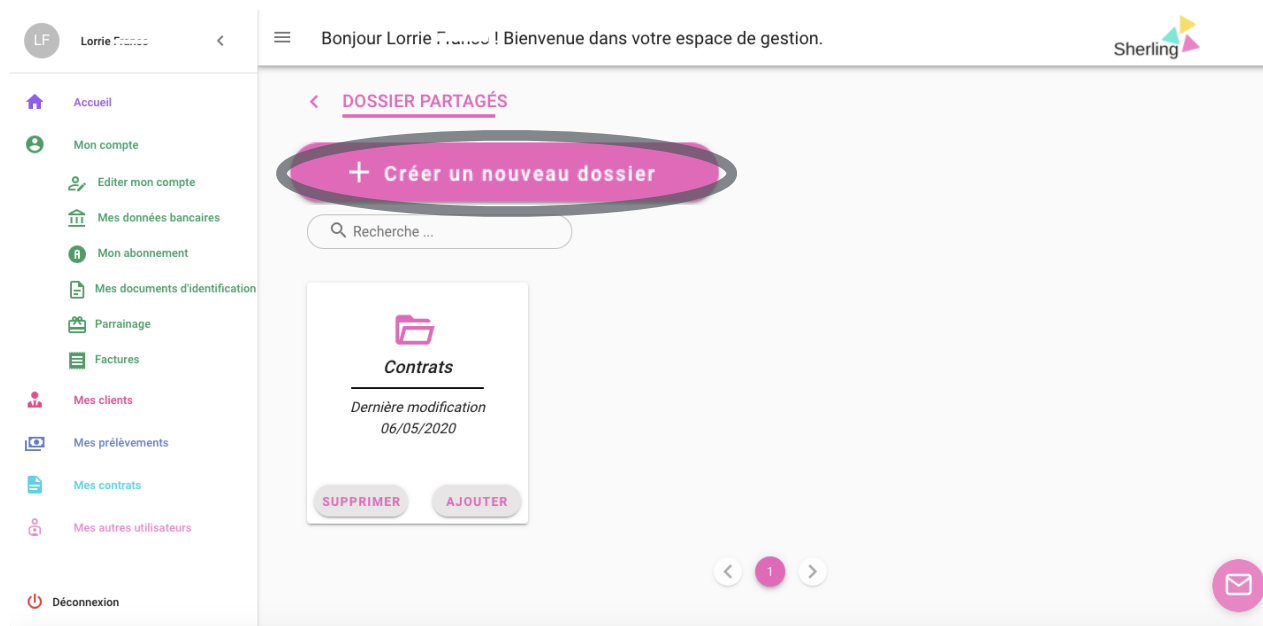 LF
Lorrie
Bonjour Lorrie ! Bienvenue dans votre espace de gestion.
Sherling
Accueil
Mon compte
Editer mon compte
Mes données bancaires
Mon abonnement
Mes documents d'identification
Parrainage
Factures
Mes clients
Mes prélèvements
Mes contrats
Mes autres utilisateurs
Déconnexion
DOSSIER PARTAGÉS
+ Créer un nouveau dossier
Recherche ...
Contrats
Dernière modification
06/05/2020
SUPPRIMER AJOUTER
1